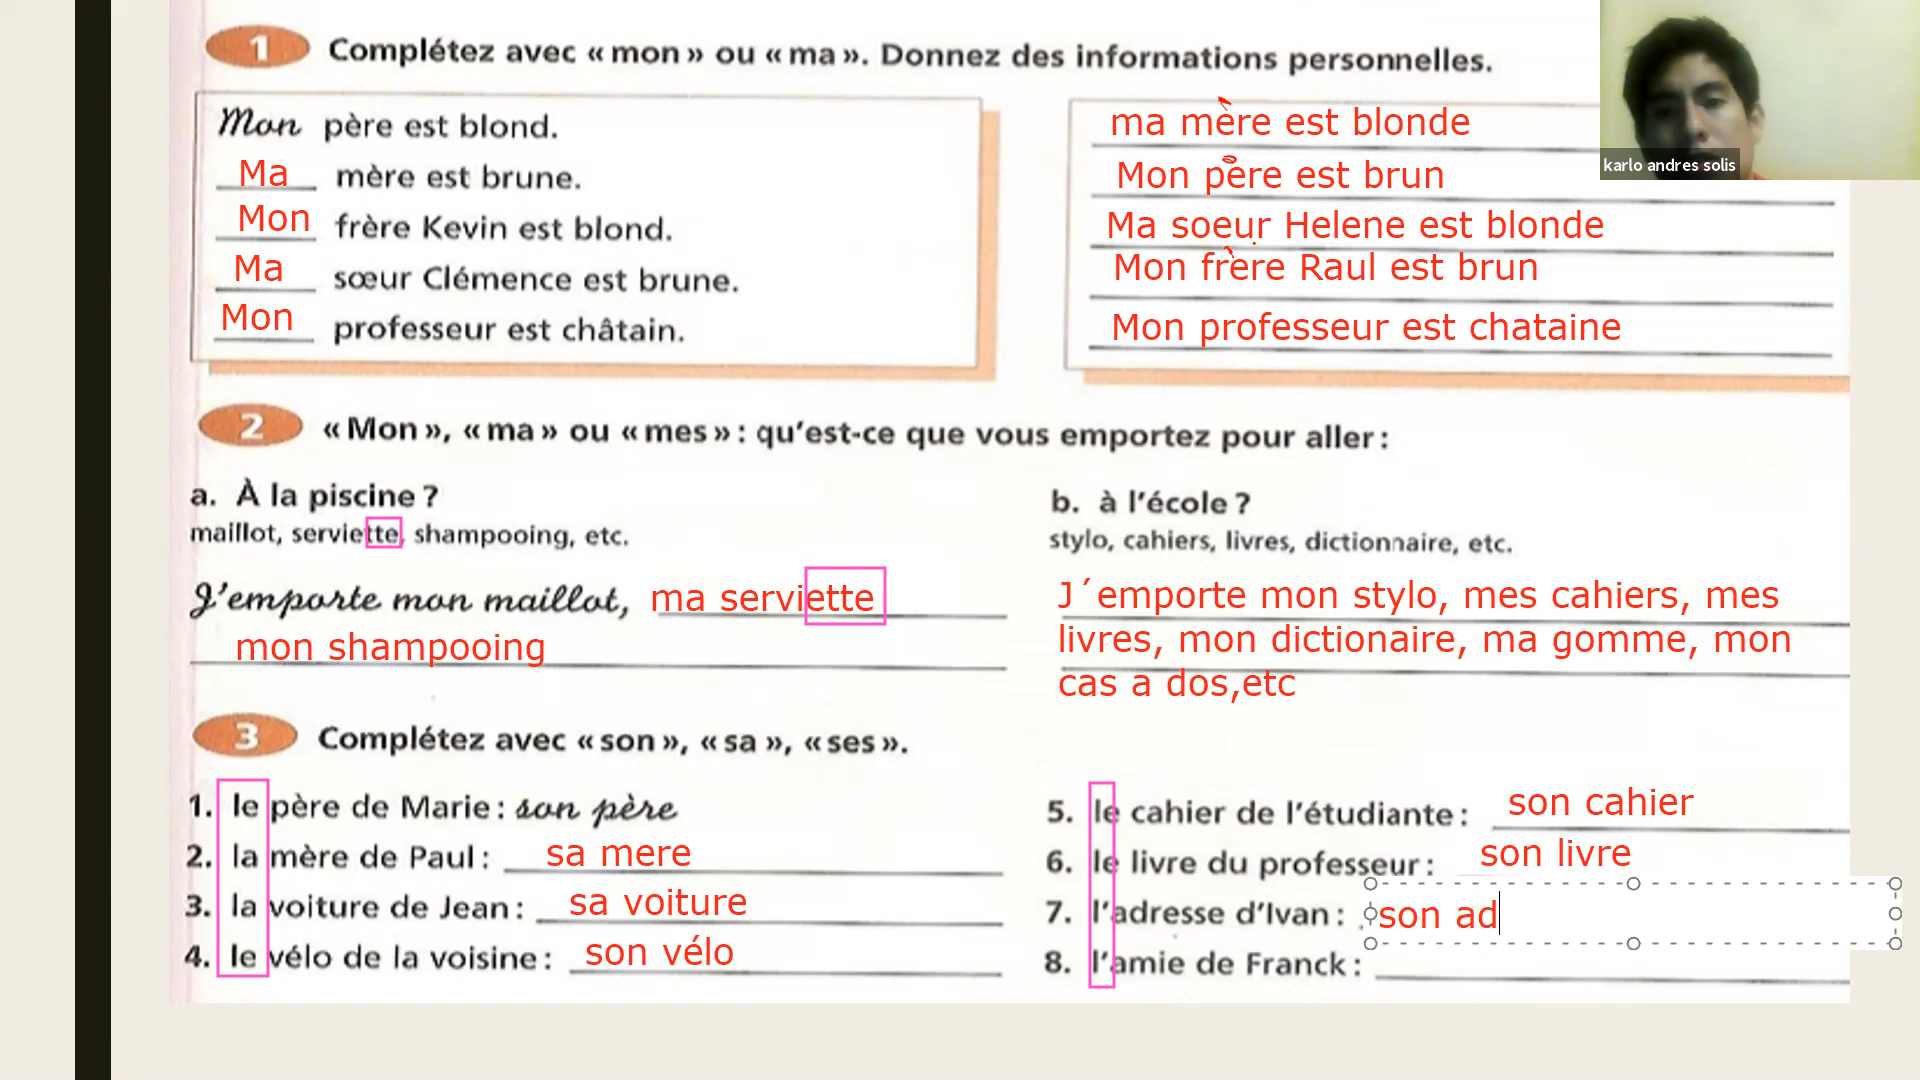 1 Complétez avec « mon » ou « ma ». Donnez des informations personnelles.
Mon père est blond.
Ma mère est brune.
Mon frère Kevin est blond.
Ma sœur Clémence est brune.
Mon professeur est châtain.
ma mère est blonde
Mon père est brun
Ma soeur Helene est blonde
Mon frère Raul est brun
Mon professeur est chataine
karlo andres solis
2 « Mon », « ma » ou « mes » : qu'est-ce que vous emportez pour aller :
a. À la piscine ?
maillot, serviette, shampooing, etc.
J'emporte mon maillot, ma serviette
mon shampooing
b. à l'école ?
stylo, cahiers, livres, dictionnaire, etc.
J´emporte mon stylo, mes cahiers, mes
livres, mon dictionaire, ma gomme, mon
cas a dos,etc
3 Complétez avec « son », « sa », « ses ».
1. le père de Marie : son père
2. la mère de Paul : sa mere
3. la voiture de Jean : sa voiture
4. le vélo de la voisine : son vélo
5. le cahier de l'étudiante : son cahier
6. le livre du professeur : son livre
7. l'adresse d'Ivan : son ad
8. l'amie de Franck :